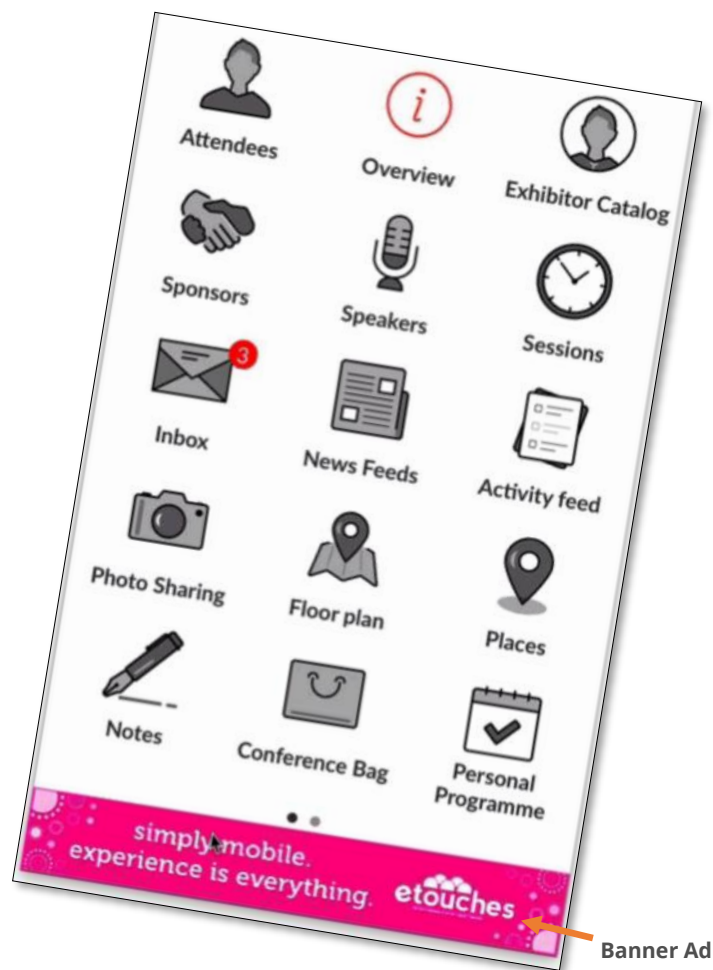 Attendees
Overview
Exhibitor Catalog
Sponsors
Speakers
Sessions
3
Inbox
News Feeds
Activity feed
Photo Sharing
Floor plan
Places
Notes
Conference Bag
Personal
Programme
simply mobile.
experience is everything.
etouches
Banner Ad